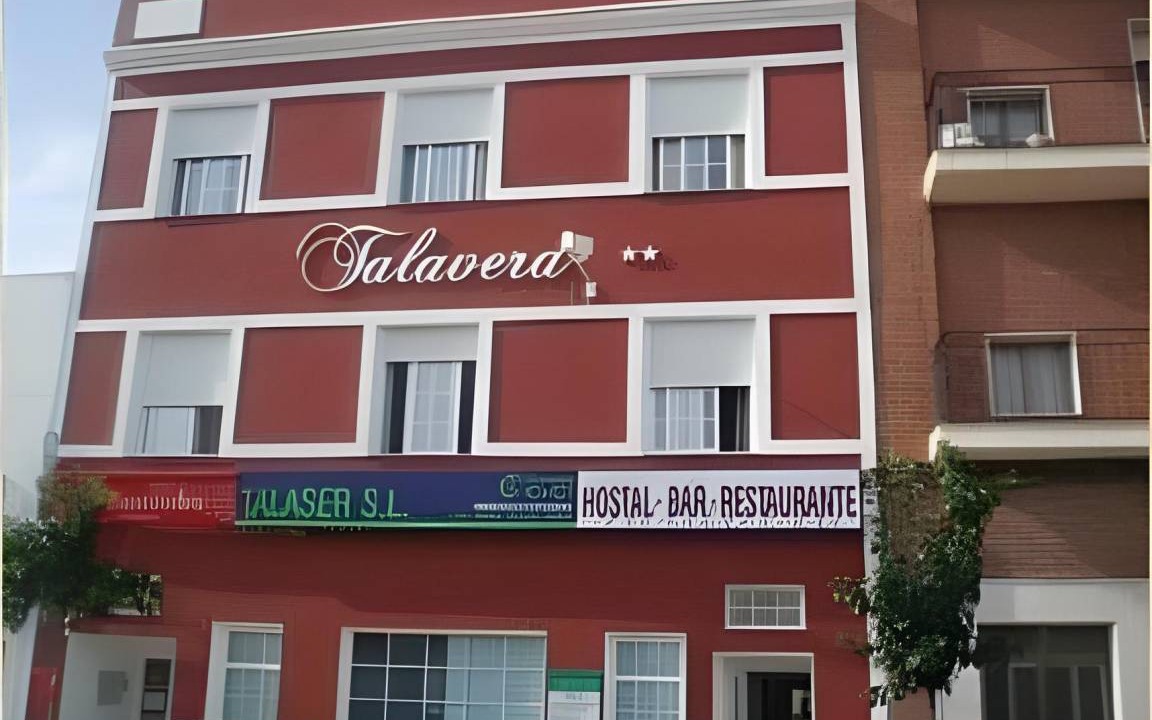 Talavera
TALASER S.L.
HOSTAL - BAR - RESTAURANTE